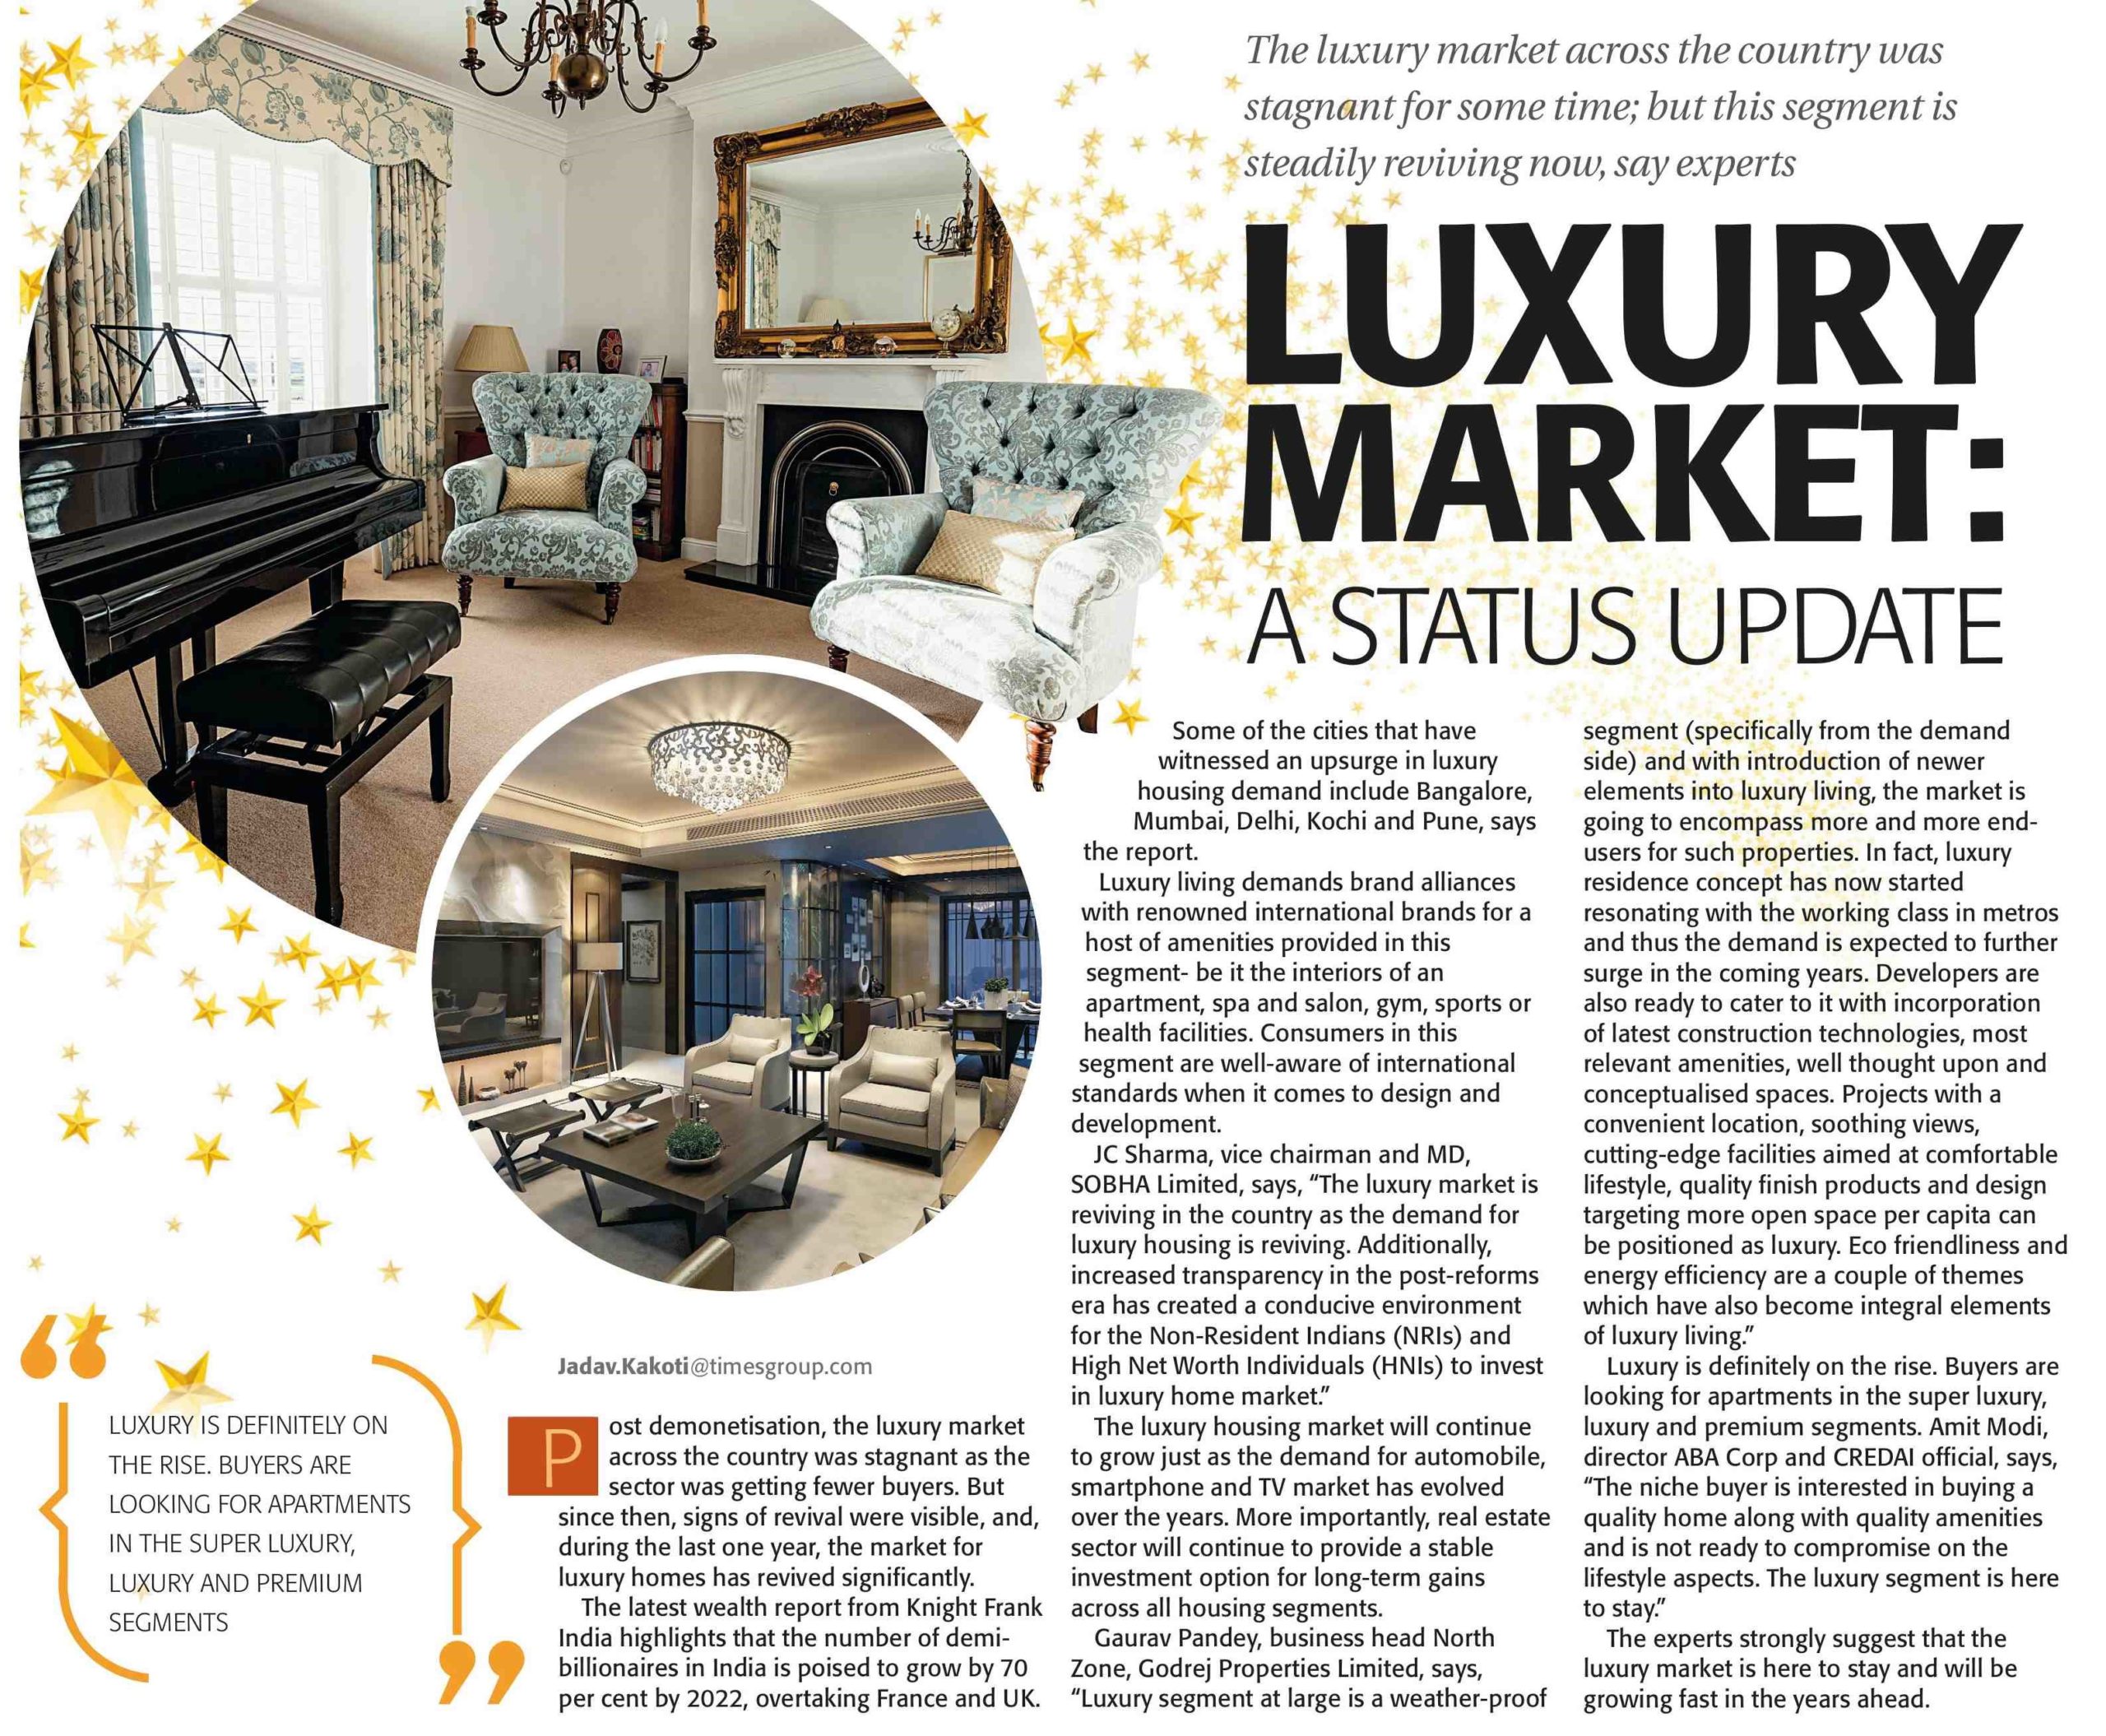 The luxury market across the country was
stagnant for some time; but this segment is
steadily reviving now, say experts
LUXURY
MARKET:
A STATUS UPDATE
LUXURY IS DEFINITELY ON
THE RISE. BUYERS ARE
LOOKING FOR APARTMENTS
IN THE SUPER LUXURY,
LUXURY AND PREMIUM
SEGMENTS
Jadav.Kakoti@timesgroup.com
Post demonetisation, the luxury market
across the country was stagnant as the
sector was getting fewer buyers. But
since then, signs of revival were visible, and,
during the last one year, the market for
luxury homes has revived significantly.
The latest wealth report from Knight Frank
India highlights that the number of demi-
billionaires in India is poised to grow by 70
per cent by 2022, overtaking France and UK.
Some of the cities that have
witnessed an upsurge in luxury
housing demand include Bangalore,
Mumbai, Delhi, Kochi and Pune, says
the report.
Luxury living demands brand alliances
with renowned international brands for a
host of amenities provided in this
segment- be it the interiors of an
apartment, spa and salon, gym, sports or
health facilities. Consumers in this
segment are well-aware of international
standards when it comes to design and
development.
JC Sharma, vice chairman and MD,
SOBHA Limited, says, "The luxury market is
reviving in the country as the demand for
luxury housing is reviving. Additionally,
increased transparency in the post-reforms
era has created a conducive environment
for the Non-Resident Indians (NRIs) and
High Net Worth Individuals (HNIs) to invest
in luxury home market."
The luxury housing market will continue
to grow just as the demand for automobile,
smartphone and TV market has evolved
over the years. More importantly, real estate
sector will continue to provide a stable
investment option for long-term gains
across all housing segments.
Gaurav Pandey, business head North
Zone, Godrej Properties Limited, says,
"Luxury segment at large is a weather-proof
segment (specifically from the demand
side) and with introduction of newer
elements into luxury living, the market is
going to encompass more and more end-
users for such properties. In fact, luxury
residence concept has now started
resonating with the working class in metros
and thus the demand is expected to further
surge in the coming years. Developers are
also ready to cater to it with incorporation
of latest construction technologies, most
relevant amenities, well thought upon and
conceptualised spaces. Projects with a
convenient location, soothing views,
cutting-edge facilities aimed at comfortable
lifestyle, quality finish products and design
targeting more open space per capita can
be positioned as luxury. Eco friendliness and
energy efficiency are a couple of themes
which have also become integral elements
of luxury living."
Luxury is definitely on the rise. Buyers are
looking for apartments in the super luxury,
luxury and premium segments. Amit Modi,
director ABA Corp and CREDAI official, says,
"The niche buyer is interested in buying a
quality home along with quality amenities
and is not ready to compromise on the
lifestyle aspects. The luxury segment is here
to stay."
The experts strongly suggest that the
luxury market is here to stay and will be
growing fast in the years ahead.